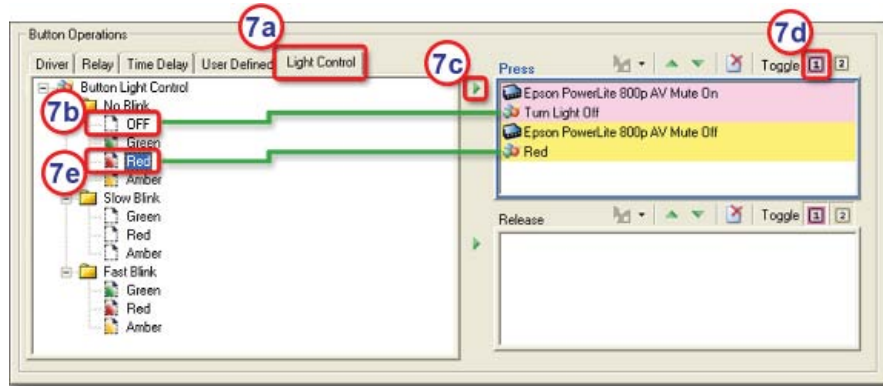 Button Operations
7a
7d
Driver Relay Time Delay User Defined Light Control
7c
Press Toggle 1 2
Button Light Control
No Blink
7b
OFF
Green
Red
7e
Amber
Slow Blink
Green
Red
Amber
Fast Blink
Green
Red
Amber
Epson PowerLite 800p AV Mute On
Turn Light Off
Epson PowerLite 800p AV Mute Off
Red
Release Toggle 1 2